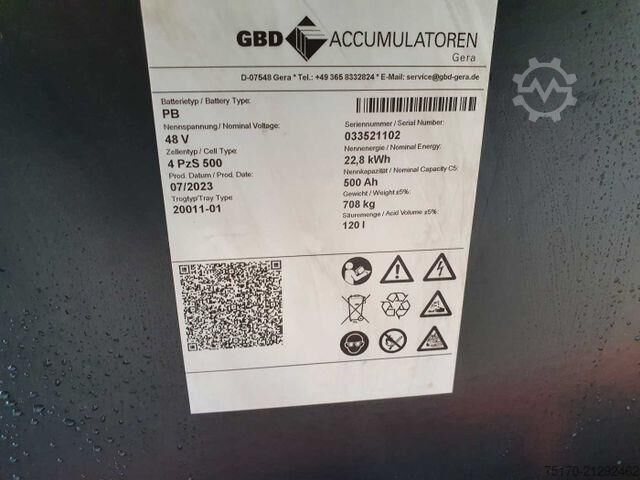 GBD ACCUMULATOREN
Gera
D-07548 Gera * Tel.: +49 365 8332824 * E-Mail: service@gbd-gera.de
Batterietyp / Battery Type:
PB
Nennspannung / Nominal Voltage:
48 V
Zellentyp / Cell Type:
4 PzS 500
Prod. Datum / Prod. Date:
07/2023
Trogtyp/Tray Type:
20011-01
Seriennummer / Serial Number:
033521102
Nennenergie / Nominal Energy:
22,8 kWh
Nennkapazität / Nominal Capacity C5:
500 Ah
Gewicht / Weight ±5%:
708 kg
Säuremenge / Acid Volume ±5%:
120 l
75170-21292462